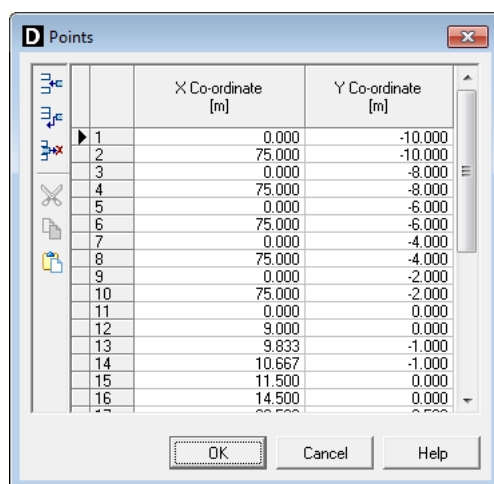 D Points
X Co-ordinate Y Co-ordinate
[m] [m]
1 0.000 -10.000
2 75.000 -10.000
3 0.000 -8.000
4 75.000 -8.000
5 0.000 -6.000
6 75.000 -6.000
7 0.000 -4.000
8 75.000 -4.000
9 0.000 -2.000
10 75.000 -2.000
11 0.000 0.000
12 9.000 0.000
13 9.833 -1.000
14 10.667 -1.000
15 11.500 0.000
16 14.500 0.000
OK Cancel Help